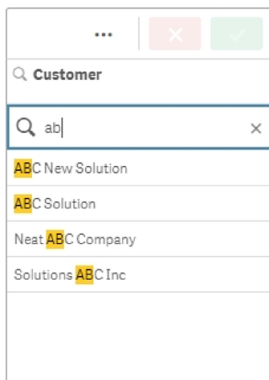 Customer
ab
ABC New Solution
ABC Solution
Neat ABC Company
Solutions ABC Inc